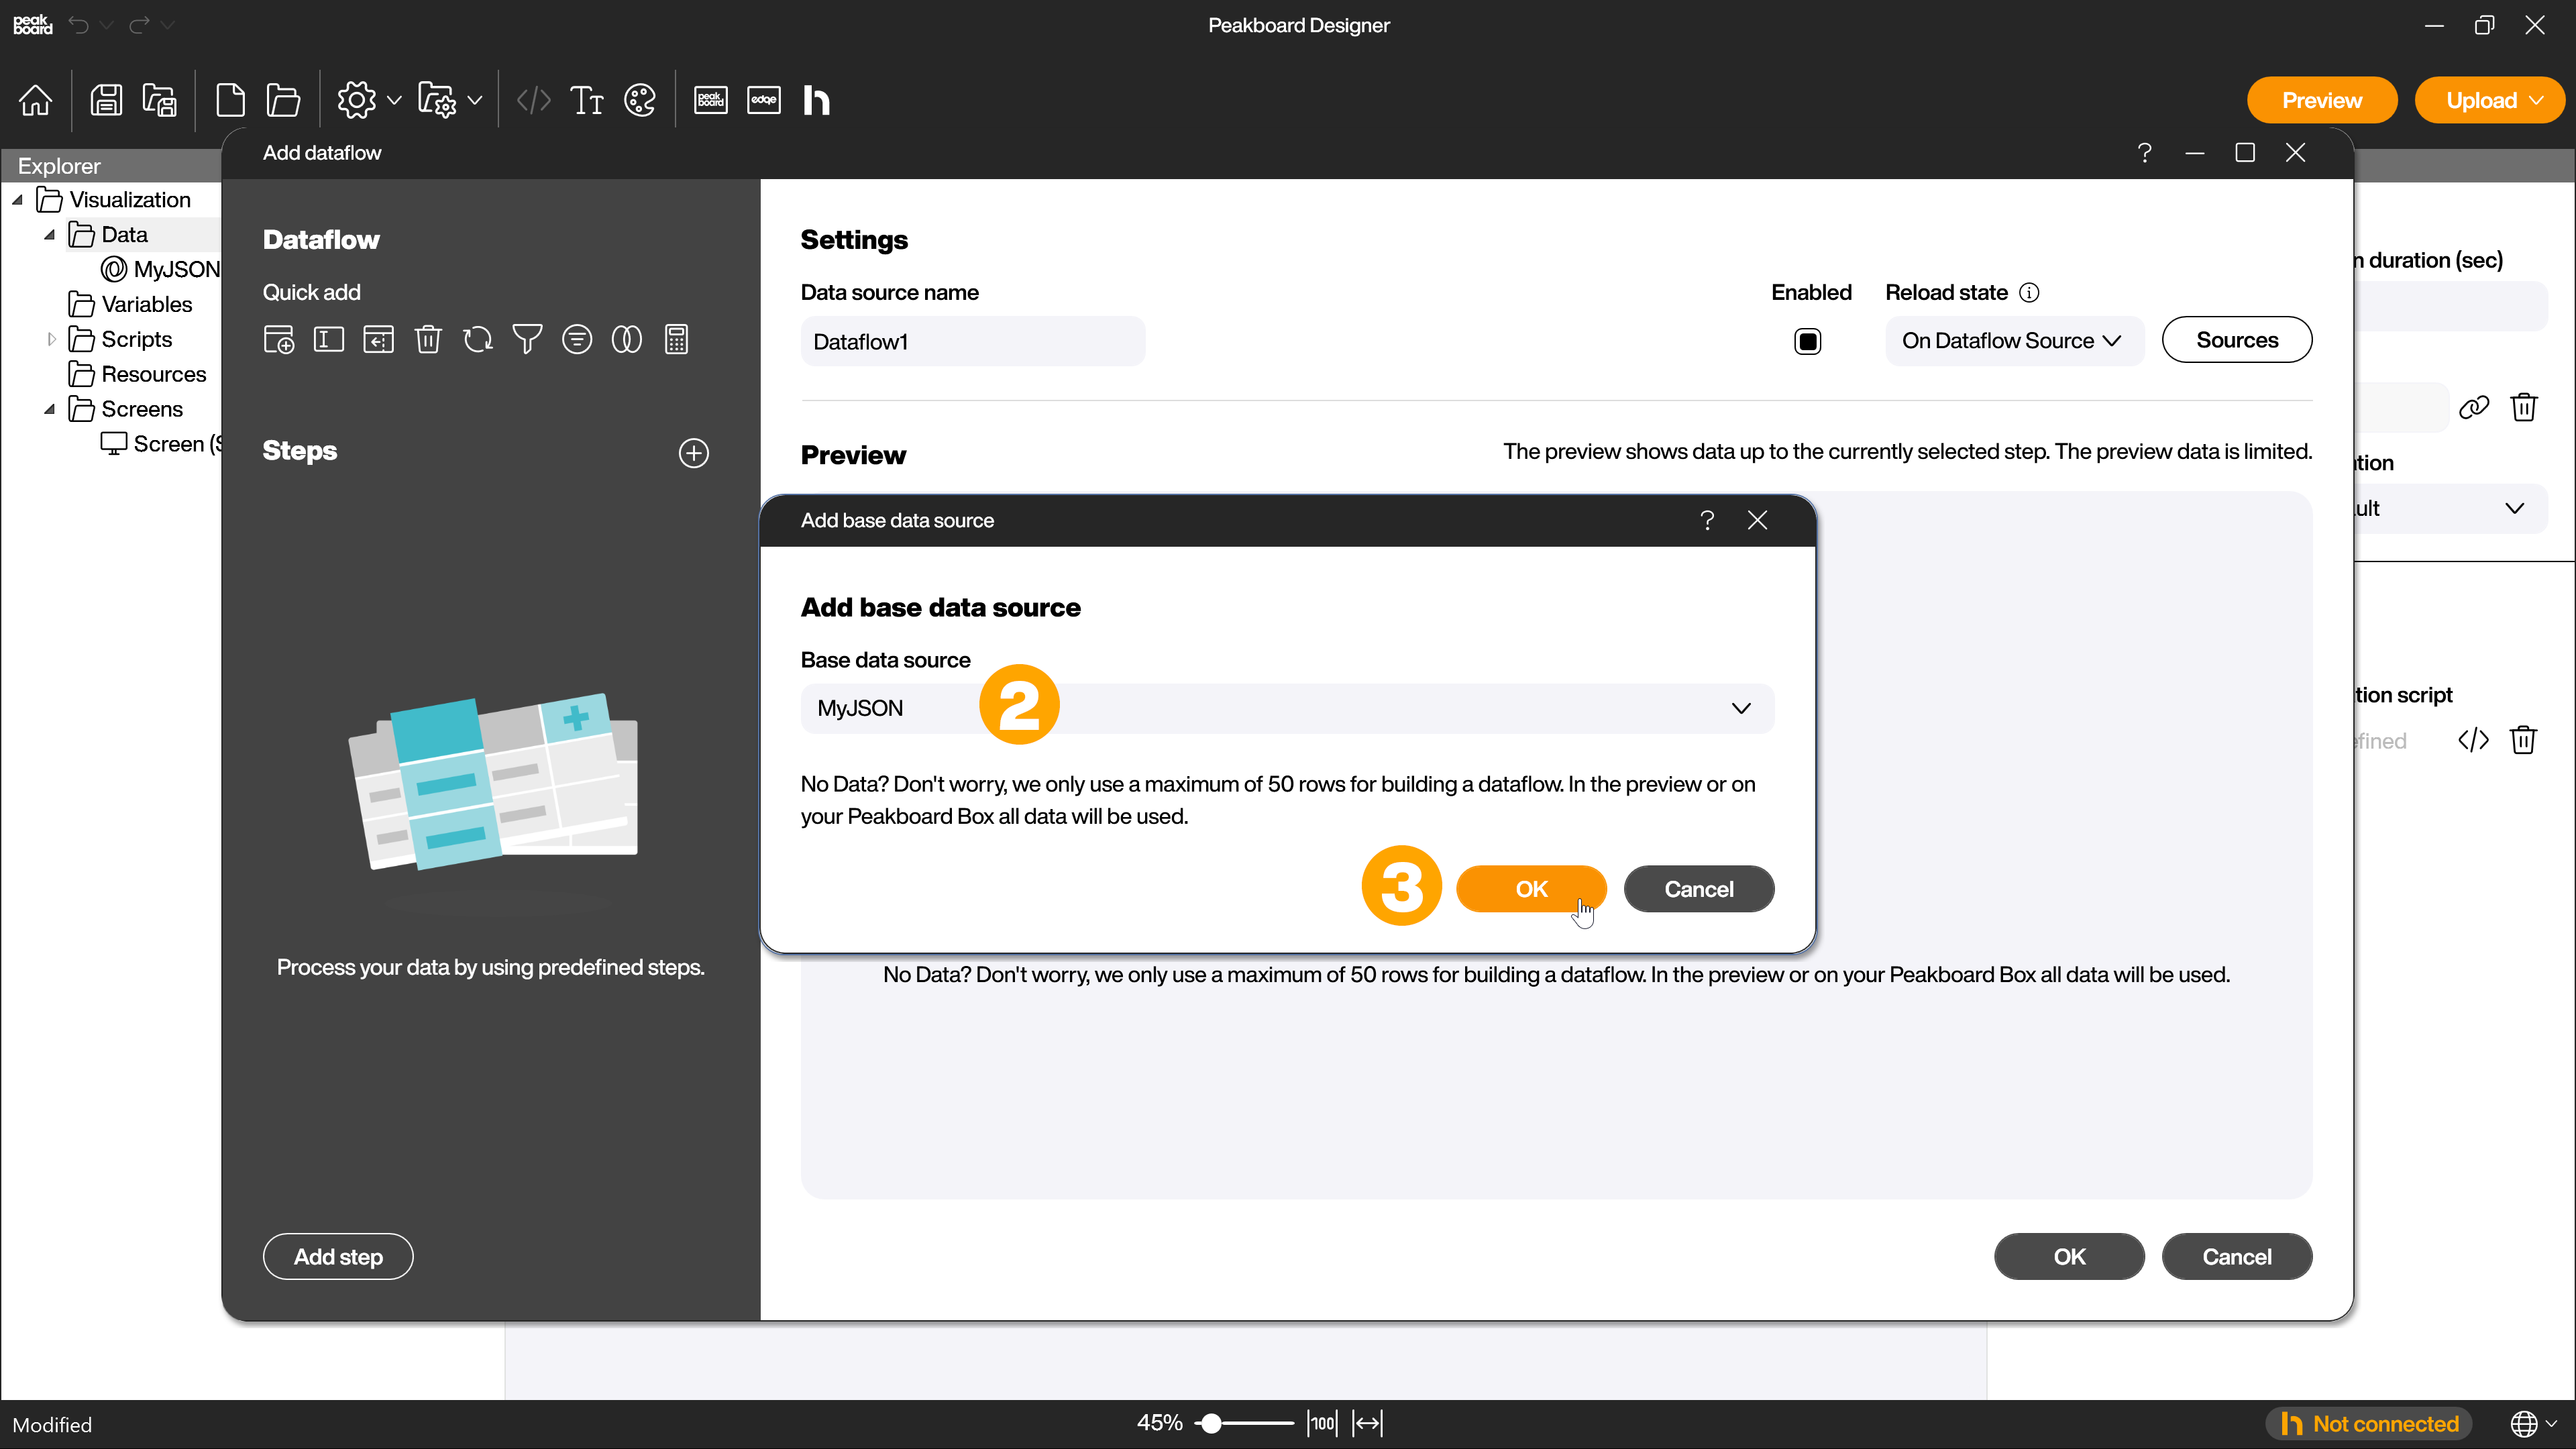 peak
board
Peakboard Designer
Tт
peak
board
edge
h
Preview
Upload
Explorer
Add dataflow
?
Visualization
Data
MyJSON
Variables
Scripts
Resources
Screens
Screen (S
Dataflow
Quick add
Steps
Process your data by using predefined steps.
Add step
Settings
Data source name
Enabled
Reload state
Dataflow1
On Dataflow Source
Sources
Preview
The preview shows data up to the currently selected step. The preview data is limited.
Add base data source
?
Add base data source
Base data source
MyJSON
2
No Data? Don't worry, we only use a maximum of 50 rows for building a dataflow. In the preview or on
your Peakboard Box all data will be used.
3
OK
Cancel
No Data? Don't worry, we only use a maximum of 50 rows for building a dataflow. In the preview or on your Peakboard Box all data will be used.
OK
Cancel
n duration (sec)
tion
ult
tion script
efined
Modified
45%
100
h Not connected